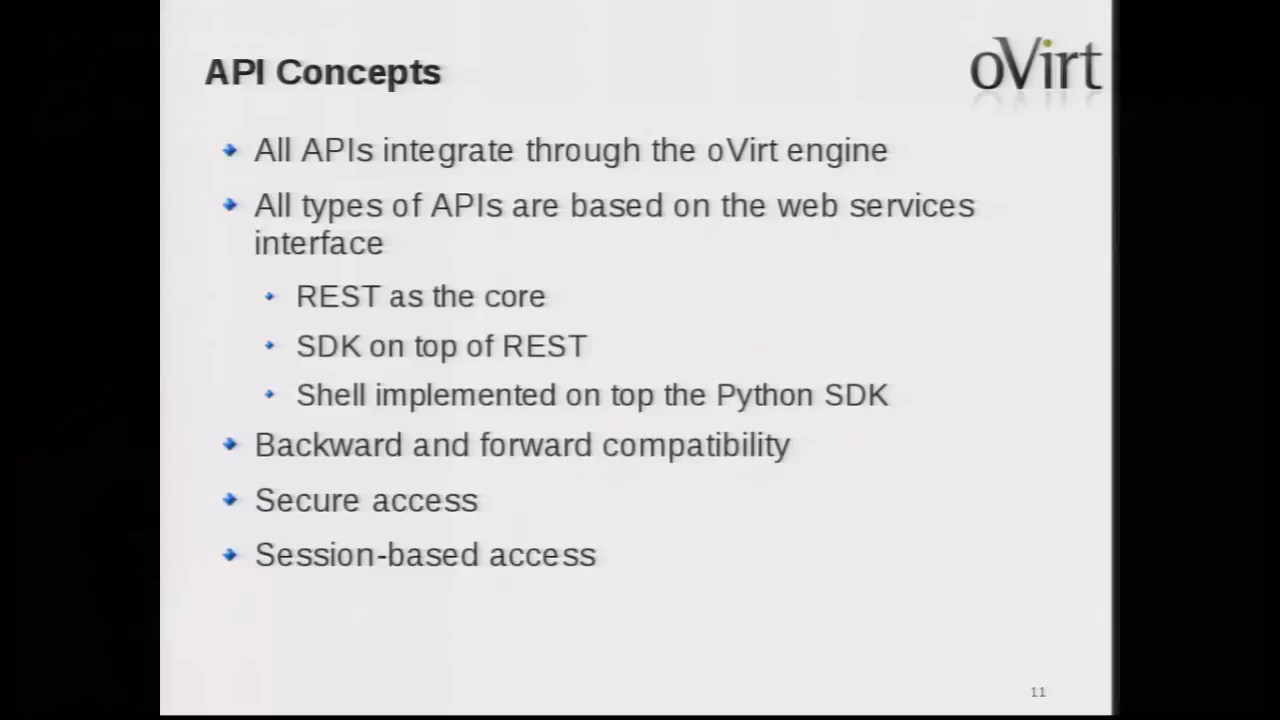 API Concepts
oVirt
All APIs integrate through the oVirt engine
All types of APIs are based on the web services
interface
REST as the core
SDK on top of REST
Shell implemented on top the Python SDK
Backward and forward compatibility
Secure access
Session-based access
11